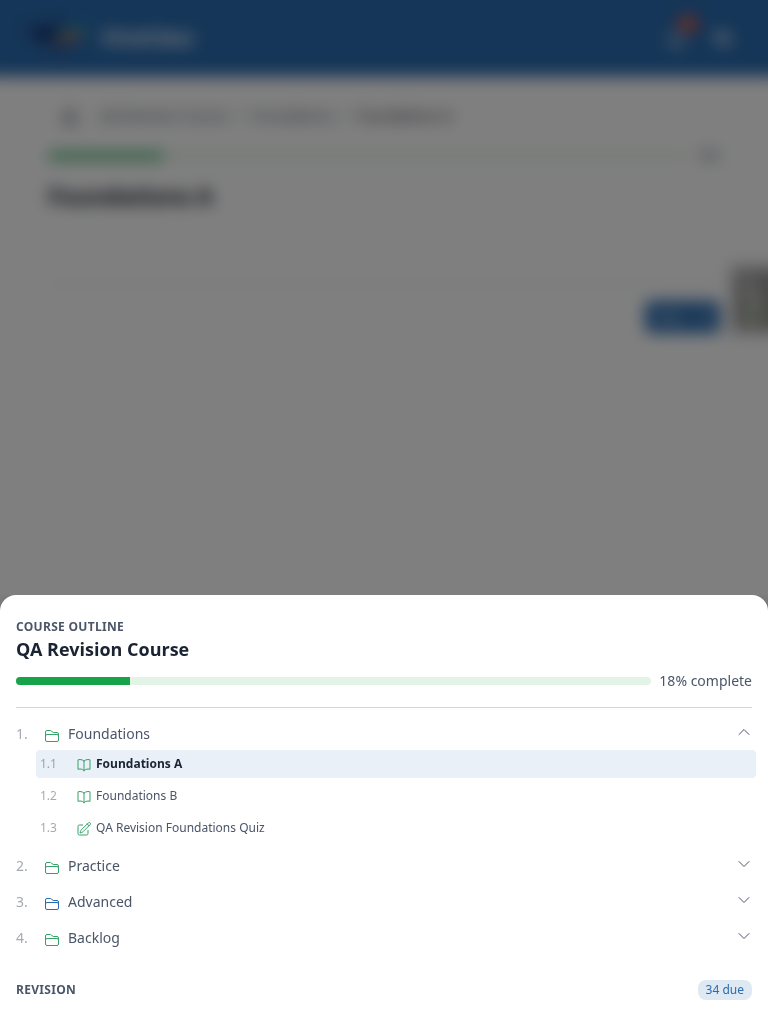 COURSE OUTLINE
QA Revision Course
18% complete
1. Foundations
1.1 Foundations A
1.2 Foundations B
1.3 QA Revision Foundations Quiz
2. Practice
3. Advanced
4. Backlog
REVISION 34 due